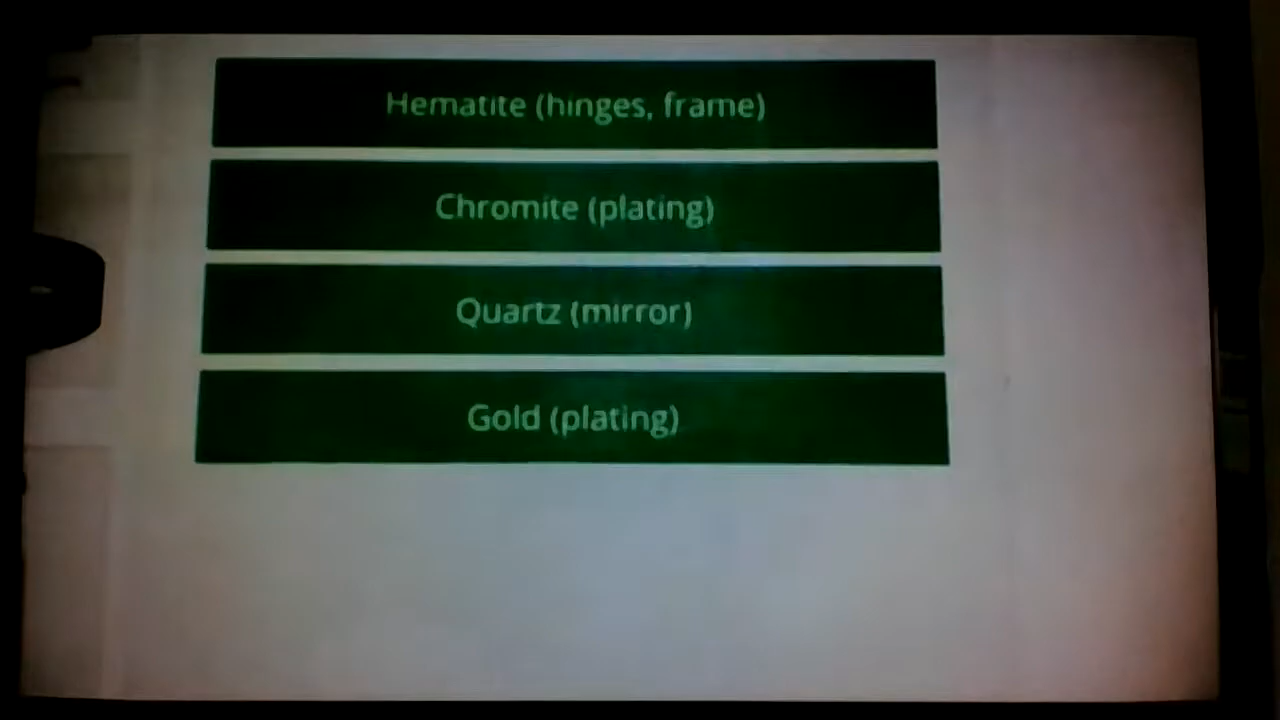 Hematite (hinges, frame)
Chromite (plating)
Quartz (mirror)
Gold (plating)